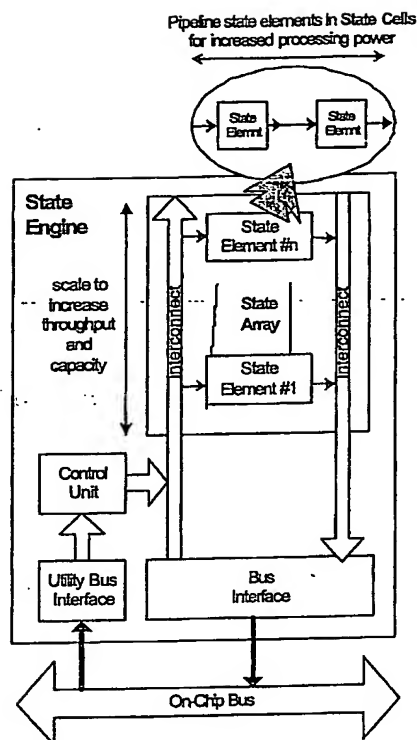 Pipeline state elements in State Cells
for increased processing power
State
Elemnt
State
Elemnt
State
Engine
scale to
increase
throughput
and
capacity
Interconnect
State
Element #n
State
Array
State
Element #1
Interconnect
Control
Unit
Utility Bus
Interface
Bus
Interface
On-Chip Bus